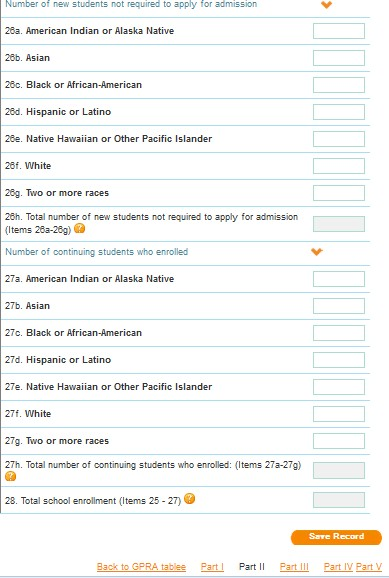 Number of new students not required to apply for admission
26a. American Indian or Alaska Native
26b. Asian
26c. Black or African-American
26d. Hispanic or Latino
26e. Native Hawaiian or Other Pacific Islander
26f. White
26g. Two or more races
26h. Total number of new students not required to apply for admission
(Items 26a-26g) ?
Number of continuing students who enrolled
27a. American Indian or Alaska Native
27b. Asian
27c. Black or African-American
27d. Hispanic or Latino
27e. Native Hawaiian or Other Pacific Islander
27f. White
27g. Two or more races
27h. Total number of continuing students who enrolled: (Items 27a-27g)
?
28. Total school enrollment (Items 25 - 27) ?
Save Record
Back to GPRA tablee Part I Part II Part III Part IV Part V